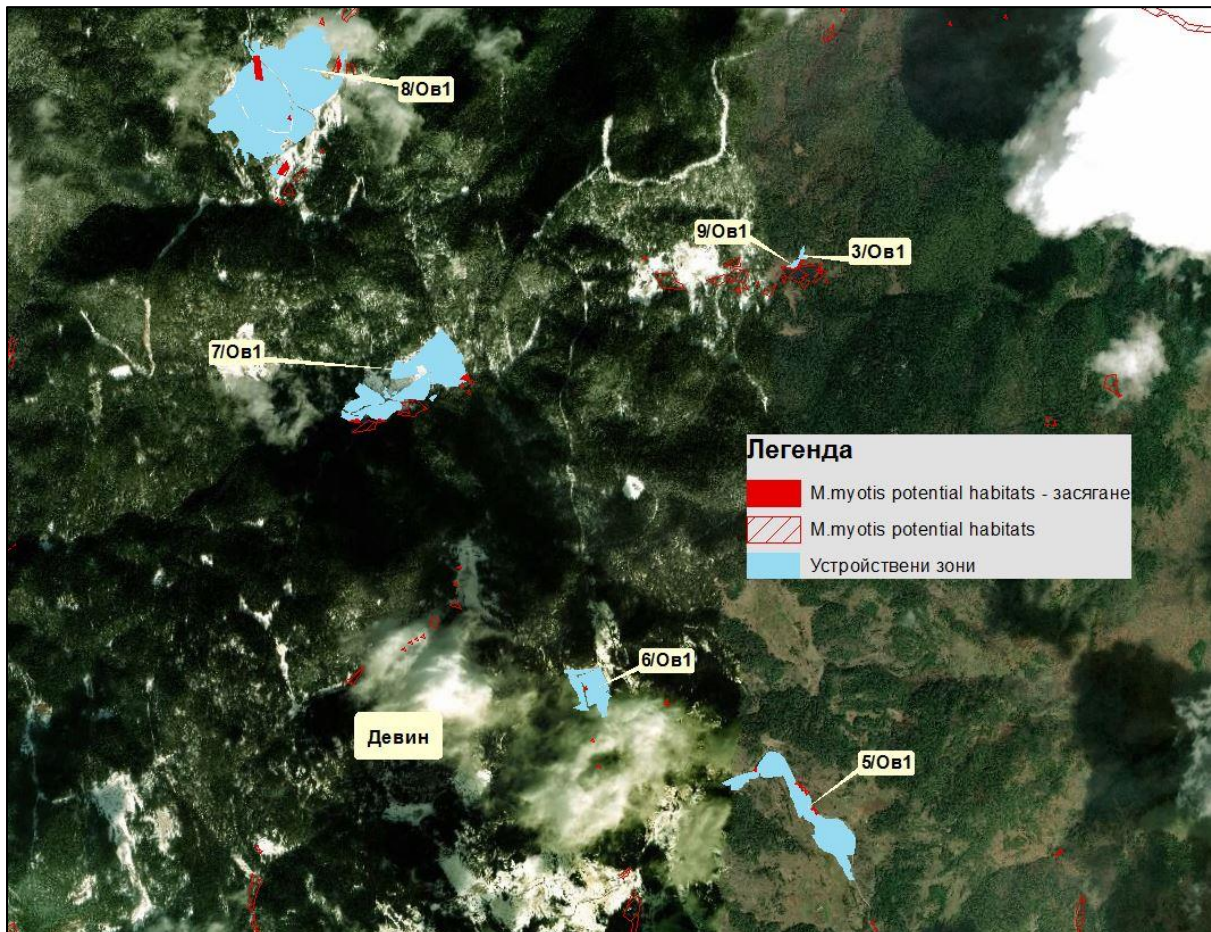 8/Ов1
9/Ов1
3/Ов1
7/Ов1
Легенда
M.myotis potential habitats - засягане
M.myotis potential habitats
Устройствени зони
6/Ов1
Девин
5/Ов1